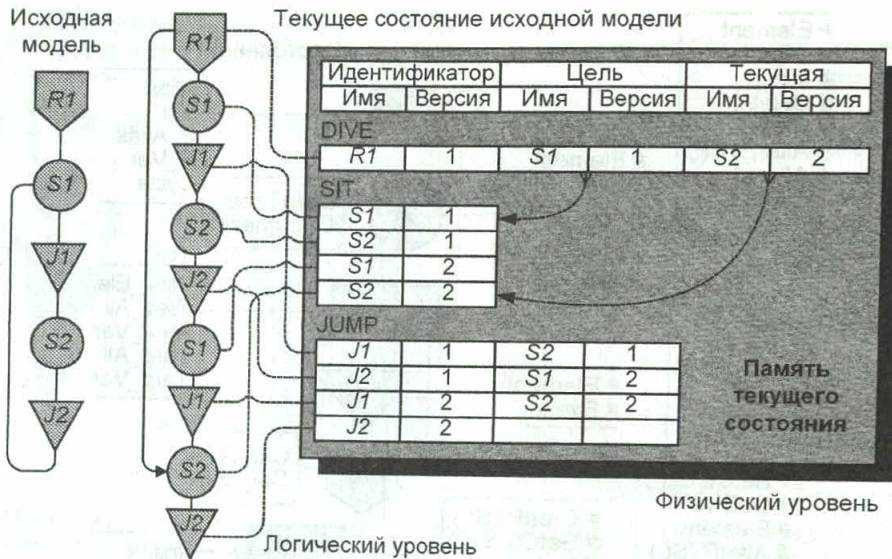 Исходная
модель
Текущее состояние исходной модели
R1
S1
J1
S2
J2
R1
S1
J1
S2
J2
S1
J1
S2
J2
Идентификатор Цель Текущая
Имя Версия Имя Версия Имя Версия
DIVE
R1 1 S1 1 S2 2
SIT
S1 1
S2 1
S1 2
S2 2
JUMP
J1 1 S2 1
J2 1 S1 2
J1 2 S2 2
J2 2
Память
текущего
состояния
Физический уровень
Логический уровень